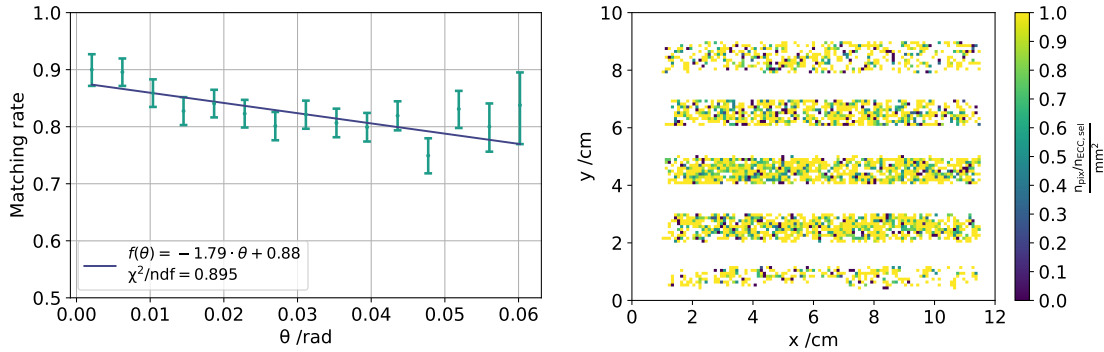 1.0
0.9
0.8
0.7
0.6
0.5
Matching rate
f(θ) = − 1.79 · θ + 0.88
χ²/ndf = 0.895
0.00 0.01 0.02 0.03 0.04 0.05 0.06
θ /rad
10
8
6
4
2
0
y /cm
0 2 4 6 8 10 12
x /cm
1.0
0.9
0.8
0.7
0.6
0.5
0.4
0.3
0.2
0.1
0.0
n_pix/n_ECC, sel
mm²